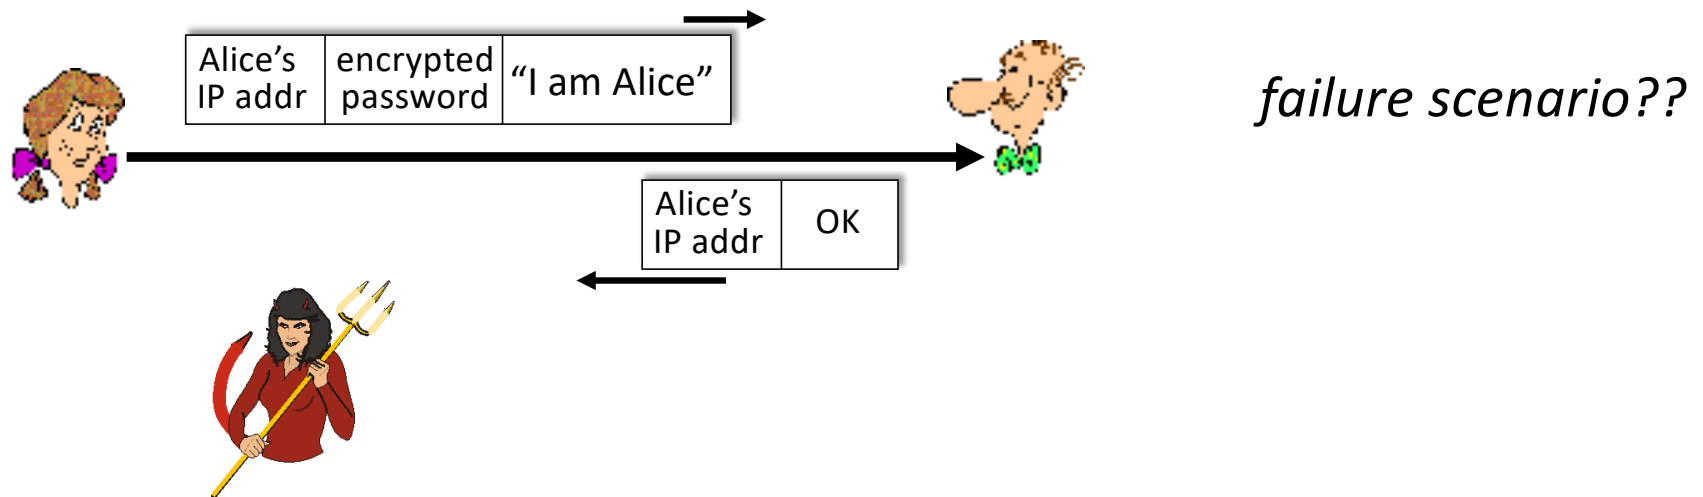 Alice’s
IP addr
encrypted
password
“I am Alice”
failure scenario??
Alice’s
IP addr
OK